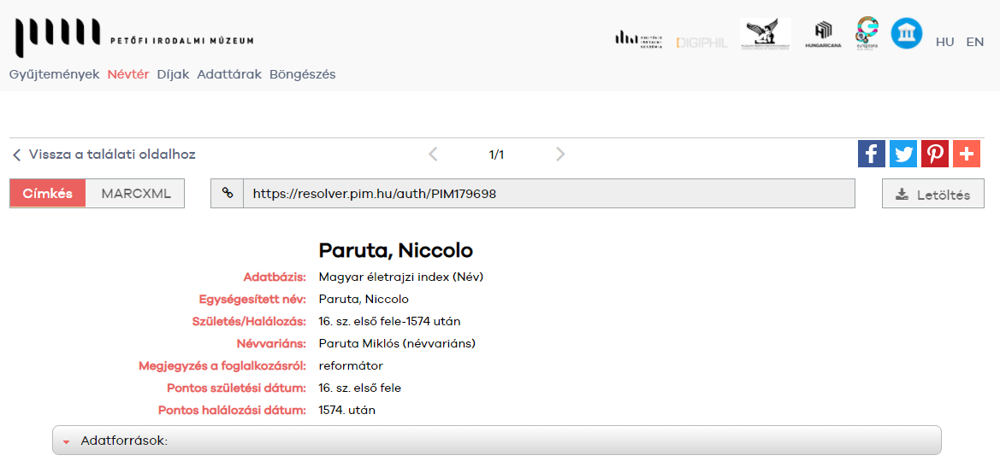 PETŐFI IRODALMI MÚZEUM
DIGIPHIL
HUNGARICANA
HU EN
Gyűjtemények Névtér Díjak Adattárak Böngészés
Vissza a találati oldalhoz
1/1
Címkés MARCXML
https://resolver.pim.hu/auth/PIM179698
Letöltés
Paruta, Niccolo
Adatbázis: Magyar életrajzi index (Név)
Egységesített név: Paruta, Niccolo
Születés/Halálozás: 16. sz. első fele-1574 után
Névvariáns: Paruta Miklós (névvariáns)
Megjegyzés a foglalkozásról: reformátor
Pontos születési dátum: 16. sz. első fele
Pontos halálozási dátum: 1574. után
Adatforrások: